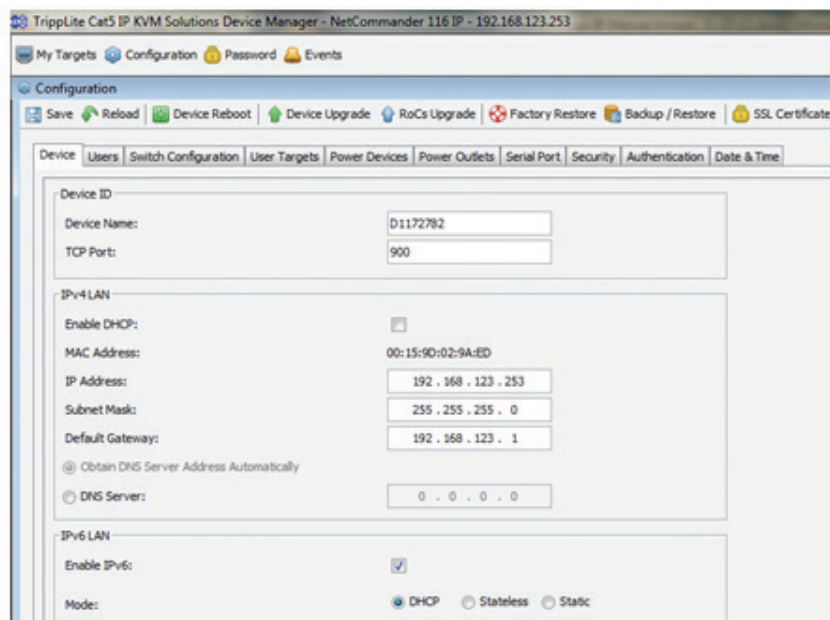 TrippLite Cat5 IP KVM Solutions Device Manager - NetCommander 116 IP - 192.168.123.253
My Targets Configuration Password Events
Configuration
Save Reload Device Reboot Device Upgrade RoCs Upgrade Factory Restore Backup / Restore SSL Certificate
Device Users Switch Configuration User Targets Power Devices Power Outlets Serial Port Security Authentication Date & Time
Device ID
Device Name: D1172782
TCP Port: 900
IPv4 LAN
Enable DHCP:
MAC Address: 00:15:9D:02:9A:ED
IP Address: 192 . 168 . 123 . 253
Subnet Mask: 255 . 255 . 255 . 0
Default Gateway: 192 . 168 . 123 . 1
Obtain DNS Server Address Automatically
DNS Server: 0 . 0 . 0 . 0
IPv6 LAN
Enable IPv6:
Mode: DHCP Stateless Static